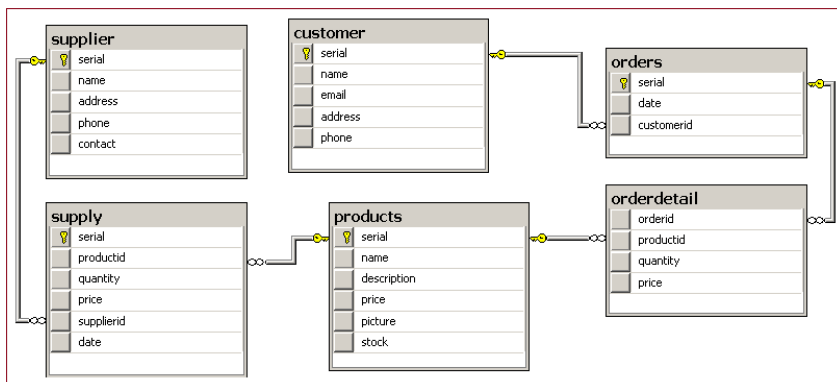 supplier
serial
name
address
phone
contact
customer
serial
name
email
address
phone
orders
serial
date
customerid
supply
serial
productid
quantity
price
supplierid
date
products
serial
name
description
price
picture
stock
orderdetail
orderid
productid
quantity
price